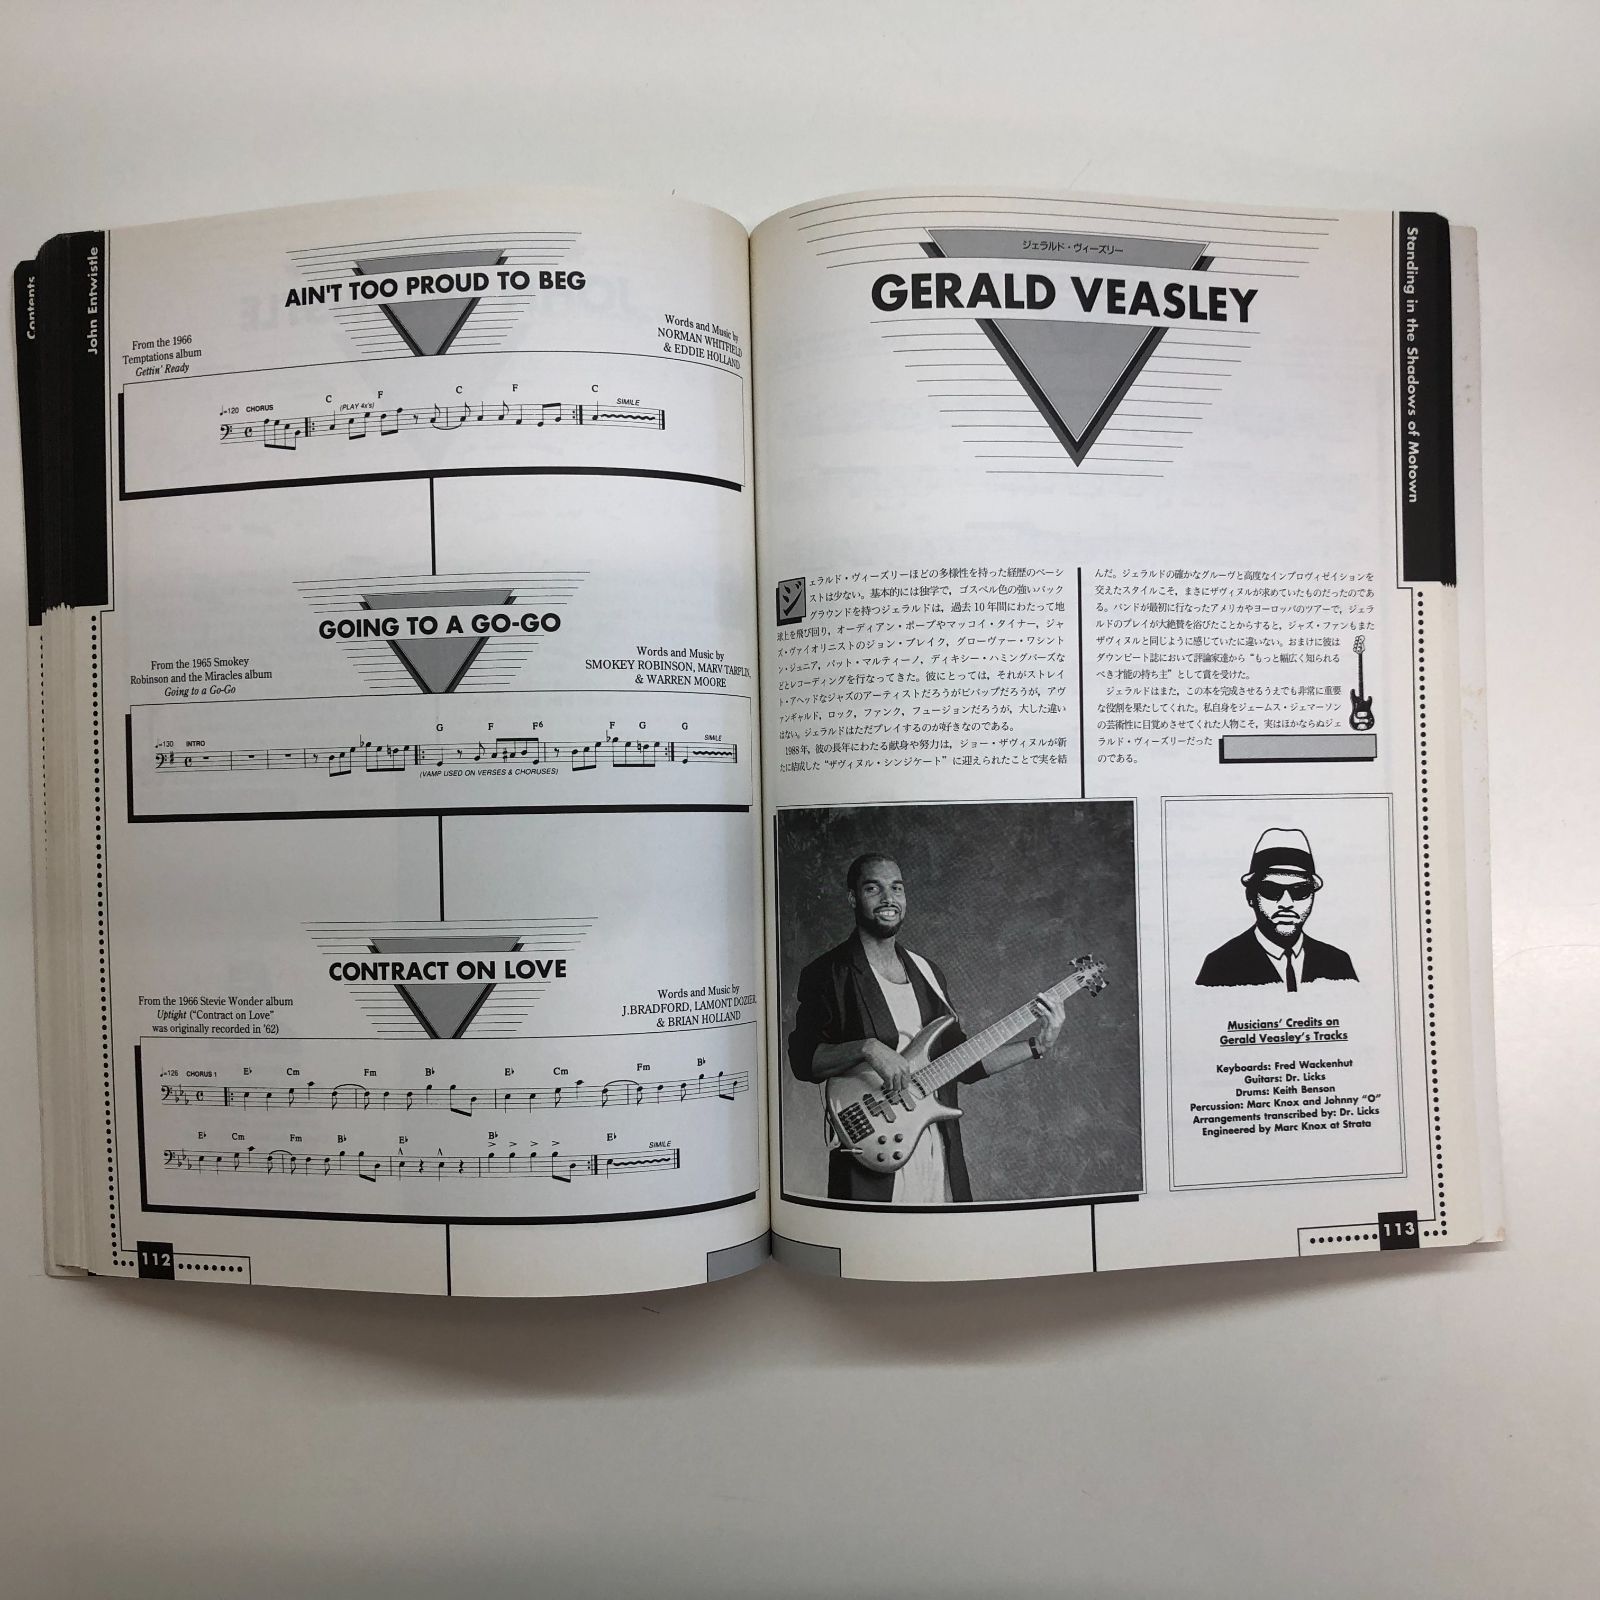 Contents
John Entwistle
AIN'T TOO PROUD TO BEG
From the 1966
Temptations album
Gettin' Ready
Words and Music by
NORMAN WHITFIELD
& EDDIE HOLLAND
♩=120 CHORUS
C (PLAY 4x's) F C F C SIMILE
GOING TO A GO-GO
From the 1965 Smokey
Robinson and the Miracles album
Going to a Go-Go
Words and Music by
SMOKEY ROBINSON, MARV TARPLIN,
& WARREN MOORE
♩=130 INTRO
G F F6 F G G SIMILE
(VAMP USED ON VERSES & CHORUSES)
CONTRACT ON LOVE
From the 1966 Stevie Wonder album
Uptight ("Contract on Love"
was originally recorded in '62)
Words and Music by
J.BRADFORD, LAMONT DOZIER,
& BRIAN HOLLAND
♩=126 CHORUS 1
E♭ Cm Fm B♭ E♭ Cm Fm B♭
E♭ Cm Fm B♭ E♭ B♭ E♭ SIMILE
112
Standing in the Shadows of Motown
ジェラルド・ヴィーズリー
GERALD VEASLEY
ジェラルド・ヴィーズリーほどの多様性を持った経歴のベーシ
ストは少ない。基本的には独学で，ゴスペル色の強いバック
グラウンドを持つジェラルドは，過去10年間にわたって地
球上を飛び回り，オーディアン・ポープやマッコイ・タイナー，ジャ
ズ・ヴァイオリニストのジョン・ブレイク，グローヴァー・ワシント
ン・ジュニア，パット・マルティーノ，ディキシー・ハミングバーズな
どとレコーディングを行なってきた。彼にとっては，それがストレイ
ト・アヘッドなジャズのアーティストだろうがビバップだろうが，アヴ
ァンギャルド，ロック，ファンク，フュージョンだろうが，大した違い
はない。ジェラルドはただプレイするのが好きなのである。
1988年，彼の長年にわたる献身や努力は，ジョー・ザヴィヌルが新
たに結成した“ザヴィヌル・シンジケート”に迎えられたことで実を結
んだ。ジェラルドの確かなグルーヴと高度なインプロヴィゼイションを
交えたスタイルこそ，まさにザヴィヌルが求めていたものだったのであ
る。バンドが最初に行なったアメリカやヨーロッパのツアーで，ジェラ
ルドのプレイが大絶賛を浴びたことからすると，ジャズ・ファンもまた
ザヴィヌルと同じように感じていたに違いない。おまけに彼は
ダウンビート誌において評論家達から“もっと幅広く知られる
べき才能の持ち主”として賞を受けた。
ジェラルドはまた，この本を完成させるうえでも非常に重要
な役割を果たしてくれた。私自身をジェームス・ジェマーソン
の芸術性に目覚めさせてくれた人物こそ，実はほかならぬジェ
ラルド・ヴィーズリーだった
のである。
Musicians' Credits on
Gerald Veasley's Tracks
Keyboards: Fred Wackenhut
Guitars: Dr. Licks
Drums: Keith Benson
Percussion: Marc Knox and Johnny "O"
Arrangements transcribed by: Dr. Licks
Engineered by Marc Knox at Strata
113